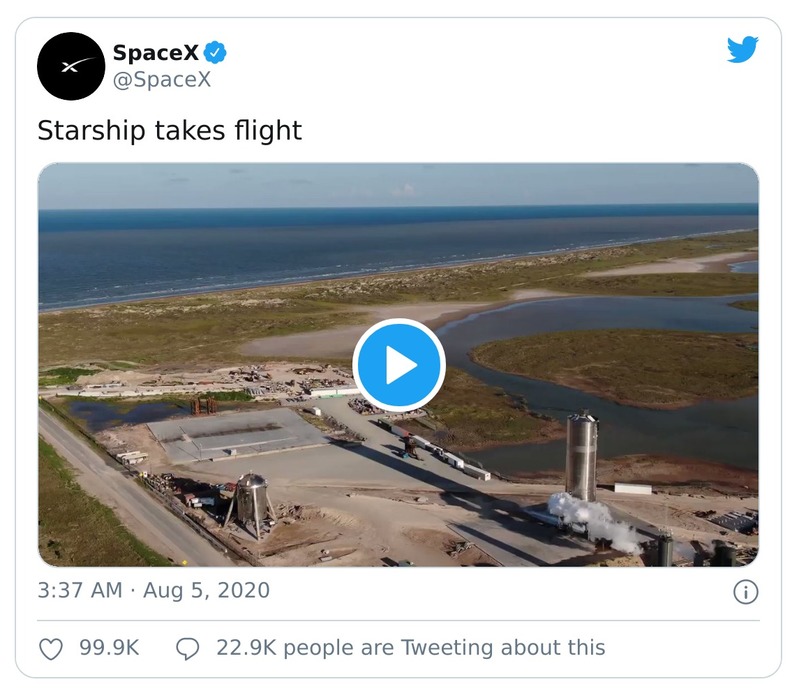 SpaceX
@SpaceX
Starship takes flight
3:37 AM · Aug 5, 2020
99.9K
22.9K people are Tweeting about this